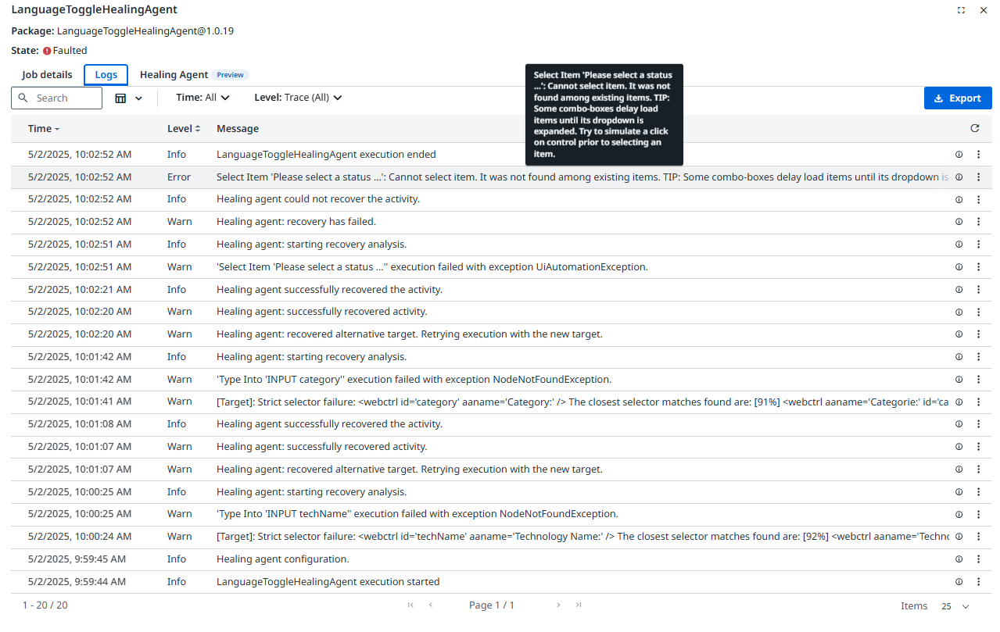 LanguageToggleHealingAgent
Package: LanguageToggleHealingAgent@1.0.19
State: Faulted
Job details Logs Healing Agent Preview
Search Time: All Level: Trace (All) Export
Select Item 'Please select a status
...': Cannot select item. It was not
found among existing items. TIP:
Some combo-boxes delay load
items until its dropdown is
expanded. Try to simulate a click
on control prior to selecting an
item.
Time Level Message
5/2/2025, 10:02:52 AM Info LanguageToggleHealingAgent execution ended
5/2/2025, 10:02:52 AM Error Select Item 'Please select a status ...': Cannot select item. It was not found among existing items. TIP: Some combo-boxes delay load items until its dropdown is
5/2/2025, 10:02:52 AM Info Healing agent could not recover the activity.
5/2/2025, 10:02:52 AM Warn Healing agent: recovery has failed.
5/2/2025, 10:02:51 AM Info Healing agent: starting recovery analysis.
5/2/2025, 10:02:51 AM Warn 'Select Item 'Please select a status ...'' execution failed with exception UiAutomationException.
5/2/2025, 10:02:21 AM Info Healing agent successfully recovered the activity.
5/2/2025, 10:02:20 AM Warn Healing agent: successfully recovered activity.
5/2/2025, 10:02:20 AM Warn Healing agent: recovered alternative target. Retrying execution with the new target.
5/2/2025, 10:01:42 AM Info Healing agent: starting recovery analysis.
5/2/2025, 10:01:42 AM Warn 'Type Into 'INPUT category'' execution failed with exception NodeNotFoundException.
5/2/2025, 10:01:41 AM Warn [Target]: Strict selector failure: <webctrl id='category' aaname='Category:' /> The closest selector matches found are: [91%] <webctrl aaname='Categorie:' id='ca
5/2/2025, 10:01:08 AM Info Healing agent successfully recovered the activity.
5/2/2025, 10:01:07 AM Warn Healing agent: successfully recovered activity.
5/2/2025, 10:01:07 AM Warn Healing agent: recovered alternative target. Retrying execution with the new target.
5/2/2025, 10:00:25 AM Info Healing agent: starting recovery analysis.
5/2/2025, 10:00:25 AM Warn 'Type Into 'INPUT techName'' execution failed with exception NodeNotFoundException.
5/2/2025, 10:00:24 AM Warn [Target]: Strict selector failure: <webctrl id='techName' aaname='Technology Name:' /> The closest selector matches found are: [92%] <webctrl aaname='Techno
5/2/2025, 9:59:45 AM Info Healing agent configuration.
5/2/2025, 9:59:44 AM Info LanguageToggleHealingAgent execution started
1 - 20 / 20 Page 1 / 1 Items 25